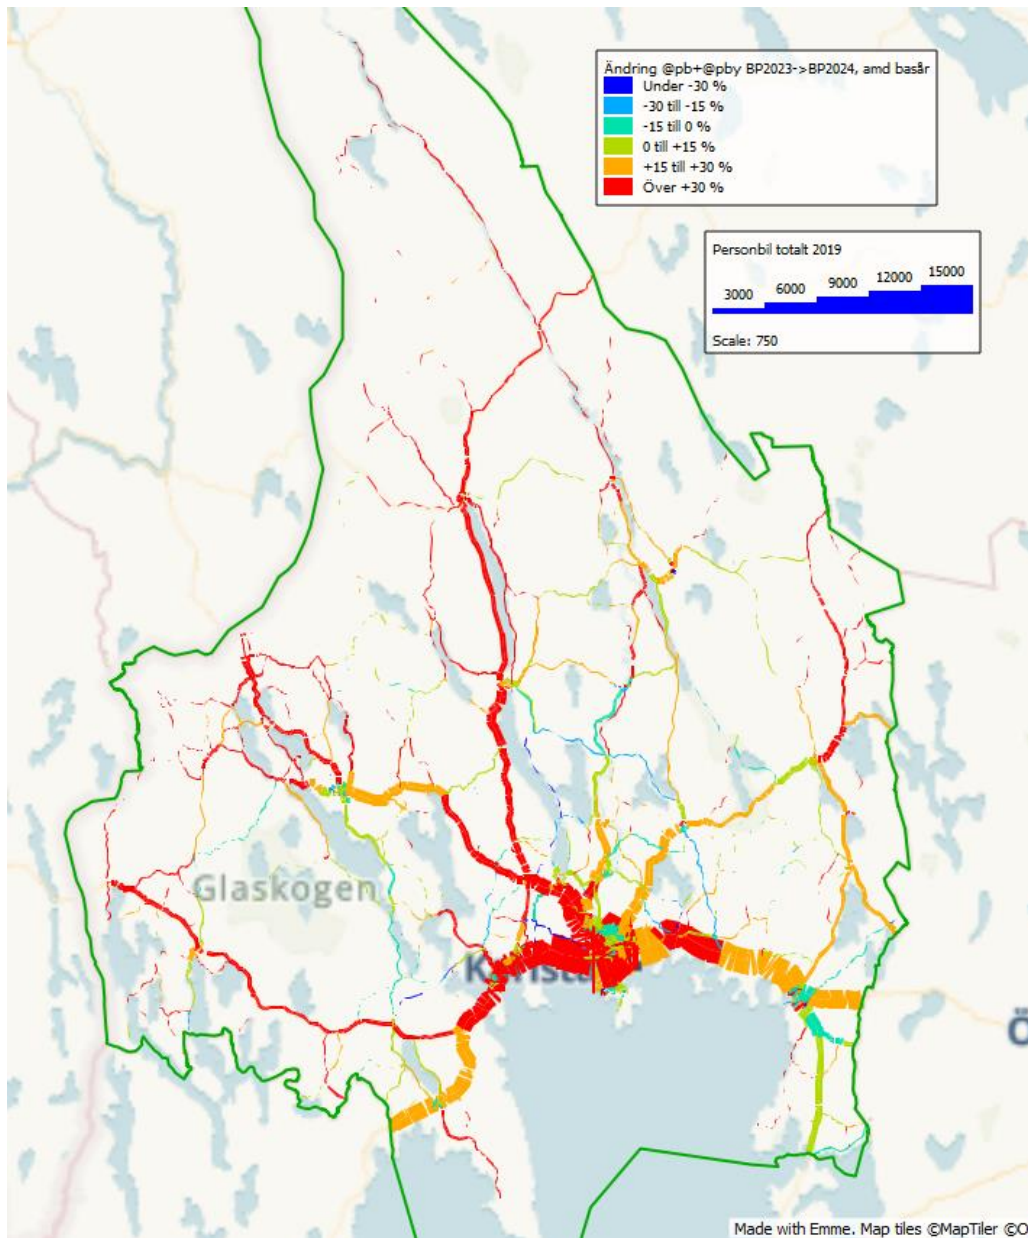 Ändring @pb+@pby BP2023->BP2024, amd basår
Under -30 %
-30 till -15 %
-15 till 0 %
0 till +15 %
+15 till +30 %
Över +30 %
Personbil totalt 2019
3000 6000 9000 12000 15000
Scale: 750
Glaskogen
Ö
Made with Emme. Map tiles ©MapTiler ©O